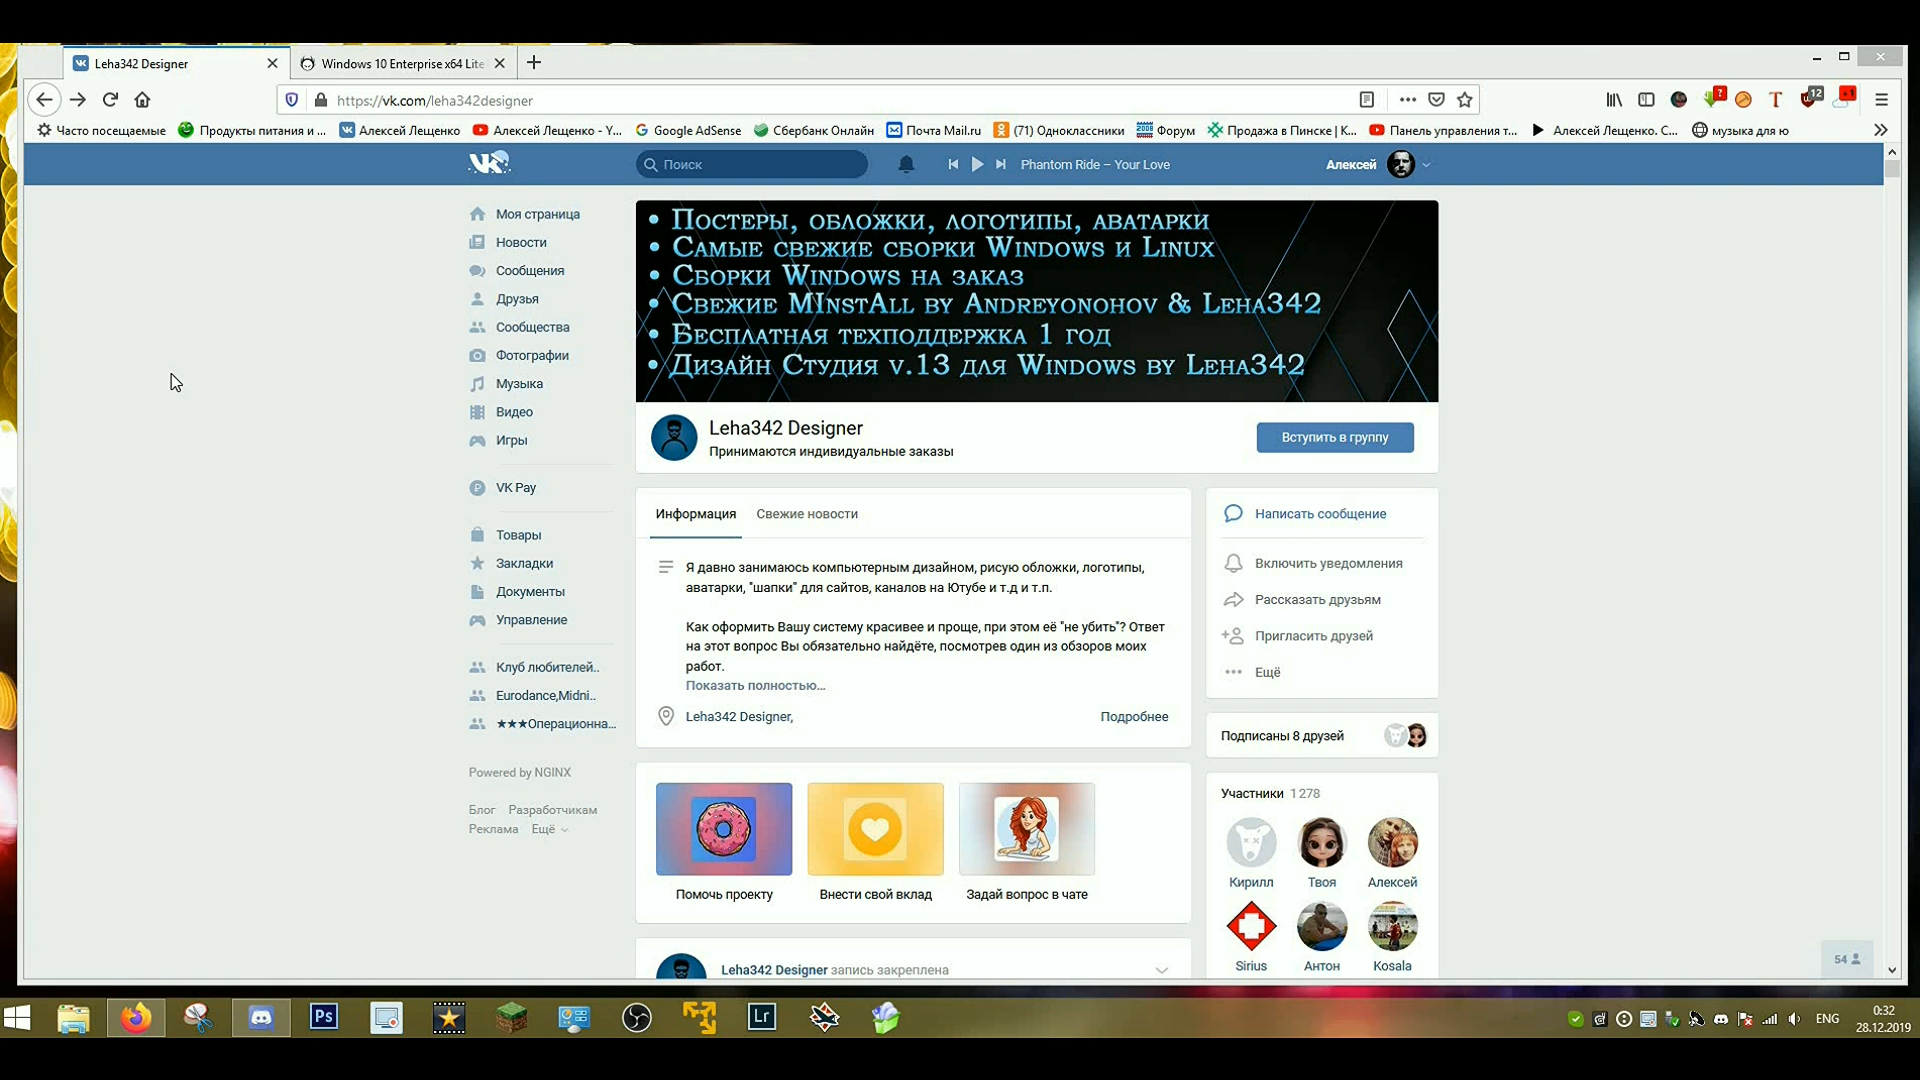 Leha342 Designer
Windows 10 Enterprise x64 Lite
https://vk.com/leha342designer
12
+1
Часто посещаемые
Продукты питания и ...
Алексей Лещенко
Алексей Лещенко - Y...
Google AdSense
Сбербанк Онлайн
Почта Mail.ru
(71) Одноклассники
Форум
Продажа в Пинске | К...
Панель управления т...
Алексей Лещенко. С...
музыка для ю
Поиск
Phantom Ride – Your Love
Алексей
Моя страница
Новости
Сообщения
Друзья
Сообщества
Фотографии
Музыка
Видео
Игры
VK Pay
Товары
Закладки
Документы
Управление
Клуб любителей..
Eurodance,Midni..
★★★Операционна...
Powered by NGINX
Блог Разработчикам
Реклама Ещё
• Постеры, обложки, логотипы, аватарки
• Самые свежие сборки Windows и Linux
• Сборки Windows на заказ
• Свежие MInstAll by Andreyonohov & Leha342
• Бесплатная техподдержка 1 год
• Дизайн Студия v.13 для Windows by Leha342
Leha342 Designer
Принимаются индивидуальные заказы
Вступить в группу
Информация
Свежие новости
Я давно занимаюсь компьютерным дизайном, рисую обложки, логотипы,
аватарки, "шапки" для сайтов, каналов на Ютубе и т.д и т.п.
Как оформить Вашу систему красивее и проще, при этом её "не убить"? Ответ
на этот вопрос Вы обязательно найдёте, посмотрев один из обзоров моих
работ.
Показать полностью...
Leha342 Designer,
Подробнее
Помочь проекту
Внести свой вклад
Задай вопрос в чате
Leha342 Designer запись закреплена
Написать сообщение
Включить уведомления
Рассказать друзьям
Пригласить друзей
Ещё
Подписаны 8 друзей
Участники 1 278
Кирилл
Твоя
Алексей
Sirius
Антон
Kosala
54
Ps
Lr
ENG
0:32
28.12.2019